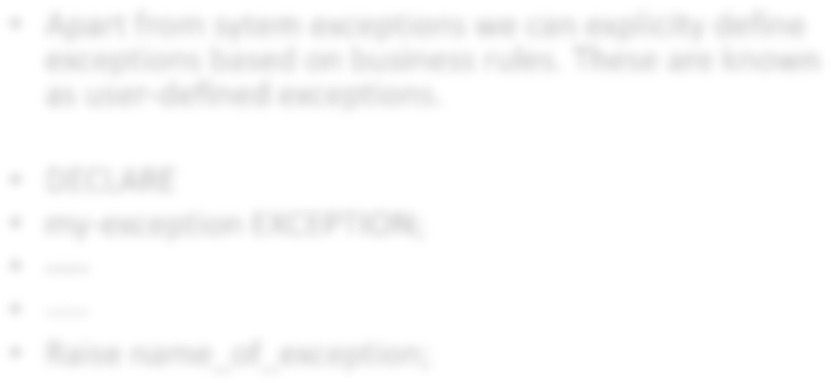 • Apart from sytem exceptions we can explicity define
exceptions based on business rules. These are known
as user-defined exceptions.
• DECLARE
• my-exception EXCEPTION;
• ----
• ----
• Raise name_of_exception;